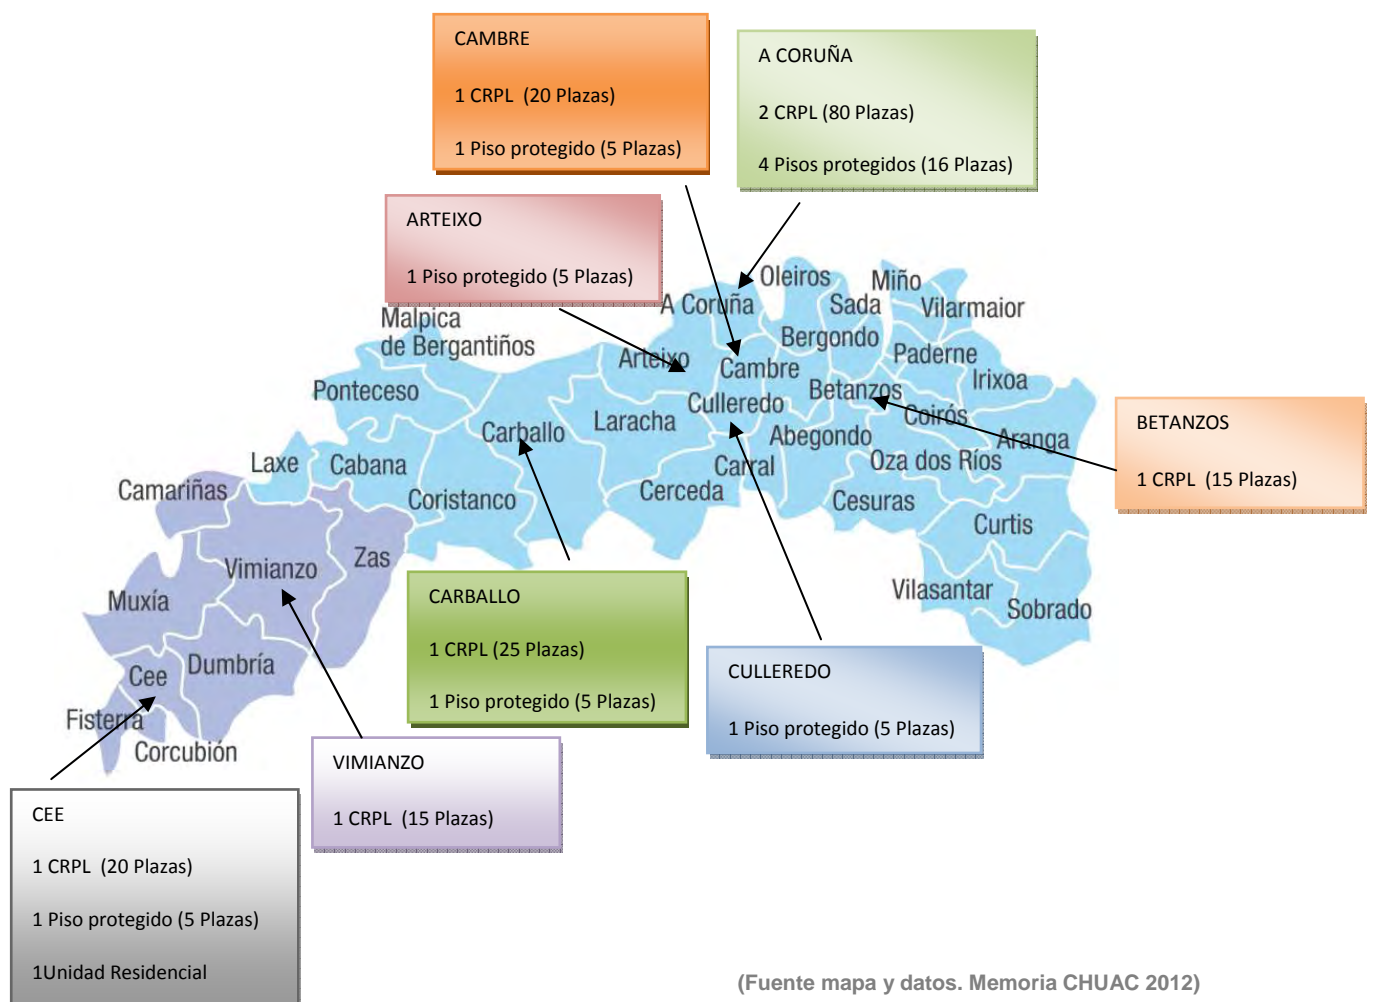 CAMBRE
1 CRPL (20 Plazas)
1 Piso protegido (5 Plazas)
A CORUÑA
2 CRPL (80 Plazas)
4 Pisos protegidos (16 Plazas)
ARTEIXO
1 Piso protegido (5 Plazas)
Oleiros
Miño
A Coruña
Sada
Vilarmaior
Malpica
de Bergantiños
Bergondo
Arteixo
Cambre
Paderne
Irixoa
Ponteceso
Culleredo
Betanzos
Coirós
Laracha
Carballo
Abegondo
Aranga
BETANZOS
1 CRPL (15 Plazas)
Laxe
Cabana
Carral
Oza dos Ríos
Camariñas
Coristanco
Cerceda
Cesuras
Curtis
Vimianzo
Zas
Muxía
Vilasantar
Sobrado
CARBALLO
1 CRPL (25 Plazas)
1 Piso protegido (5 Plazas)
Cee
Dumbría
Fisterra
Corcubión
CULLEREDO
1 Piso protegido (5 Plazas)
VIMIANZO
1 CRPL (15 Plazas)
CEE
1 CRPL (20 Plazas)
1 Piso protegido (5 Plazas)
1Unidad Residencial
(Fuente mapa y datos. Memoria CHUAC 2012)